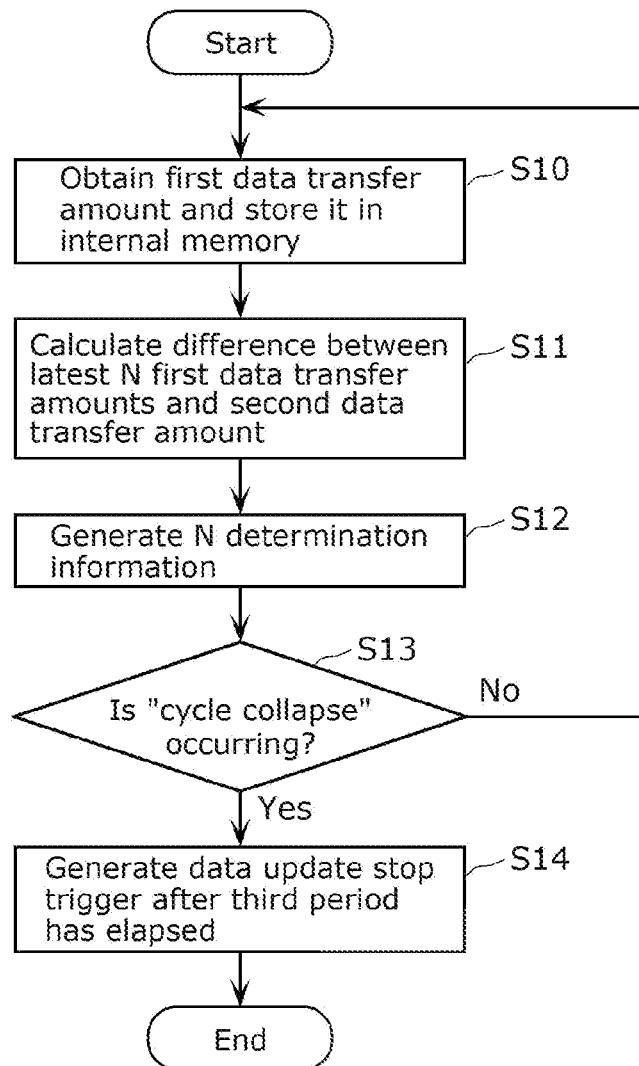 Start
Obtain first data transfer
amount and store it in
internal memory
S10
Calculate difference between
latest N first data transfer
amounts and second data
transfer amount
S11
Generate N determination
information
S12
S13
Is "cycle collapse"
occurring?
No
Yes
Generate data update stop
trigger after third period
has elapsed
S14
End